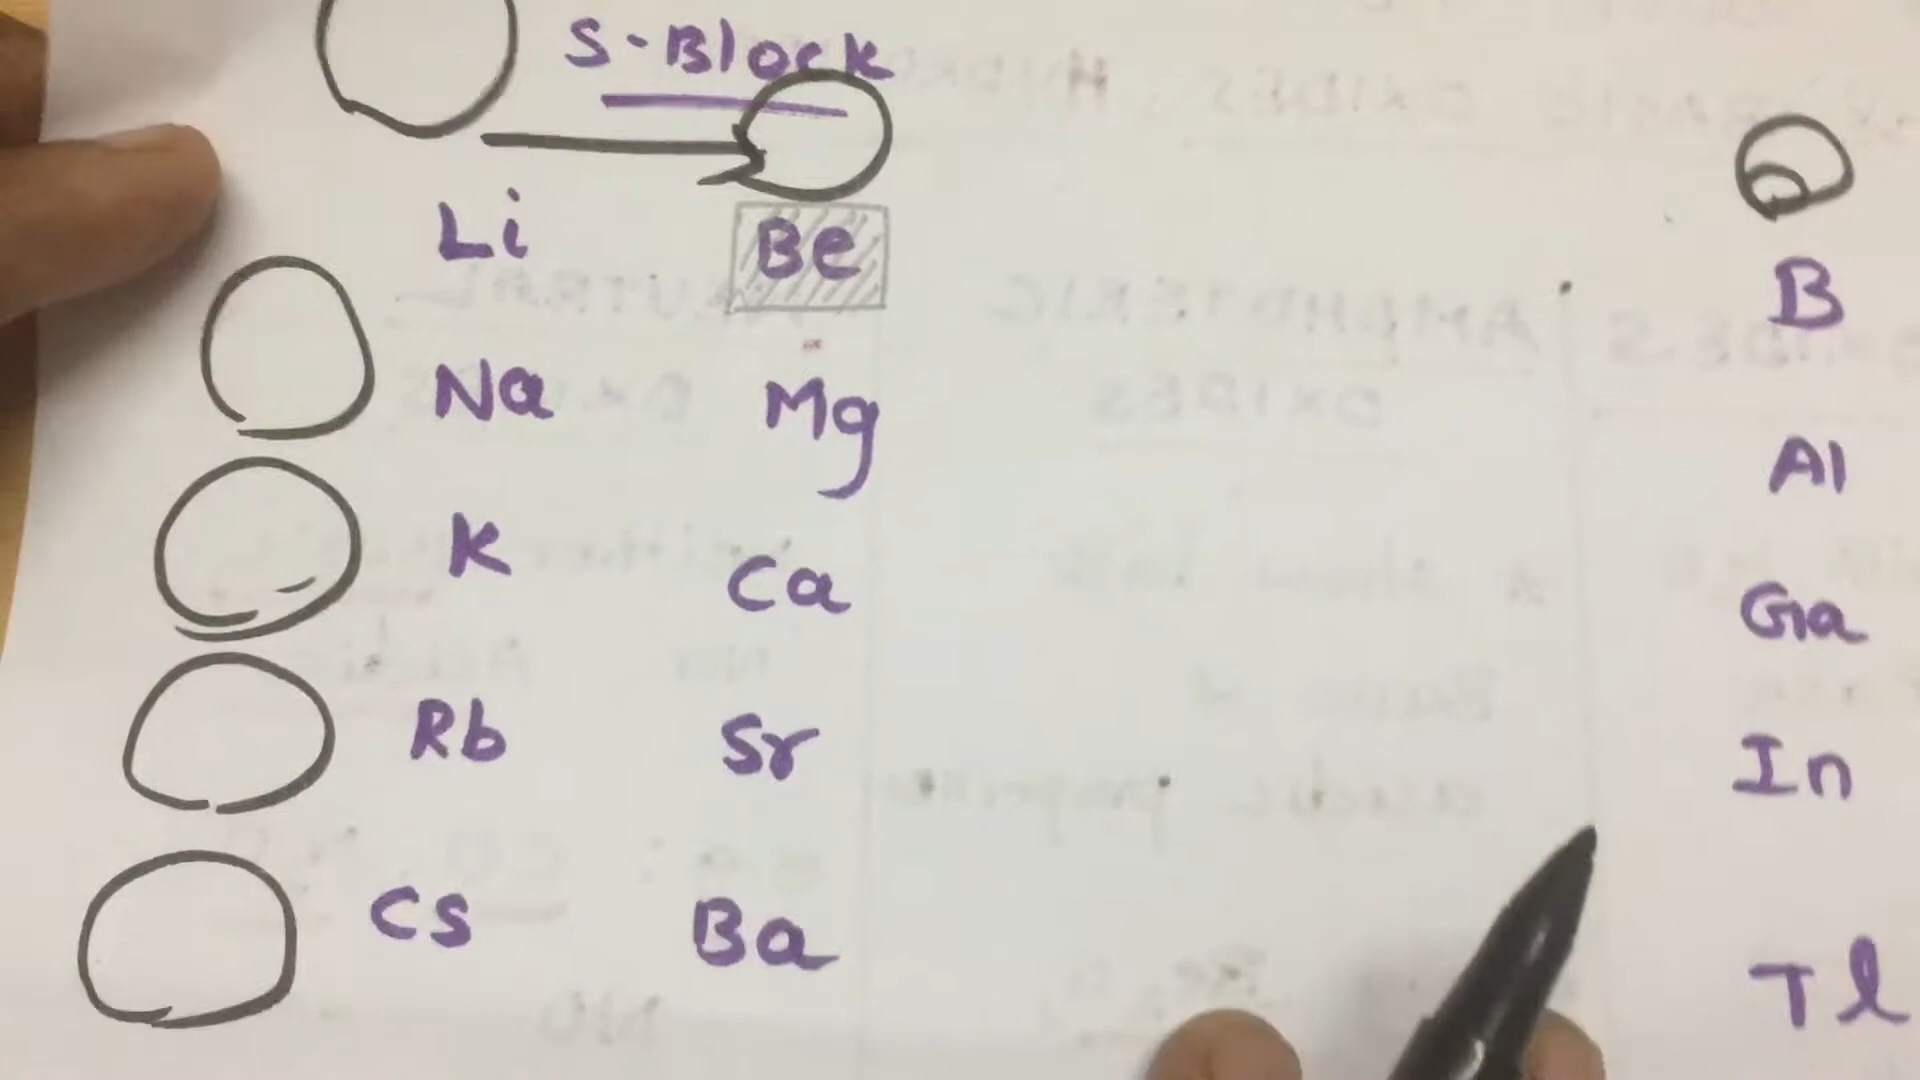 S-Block
Li Be B
Na Mg Al
K Ca Ga
Rb Sr In
Cs Ba Tl